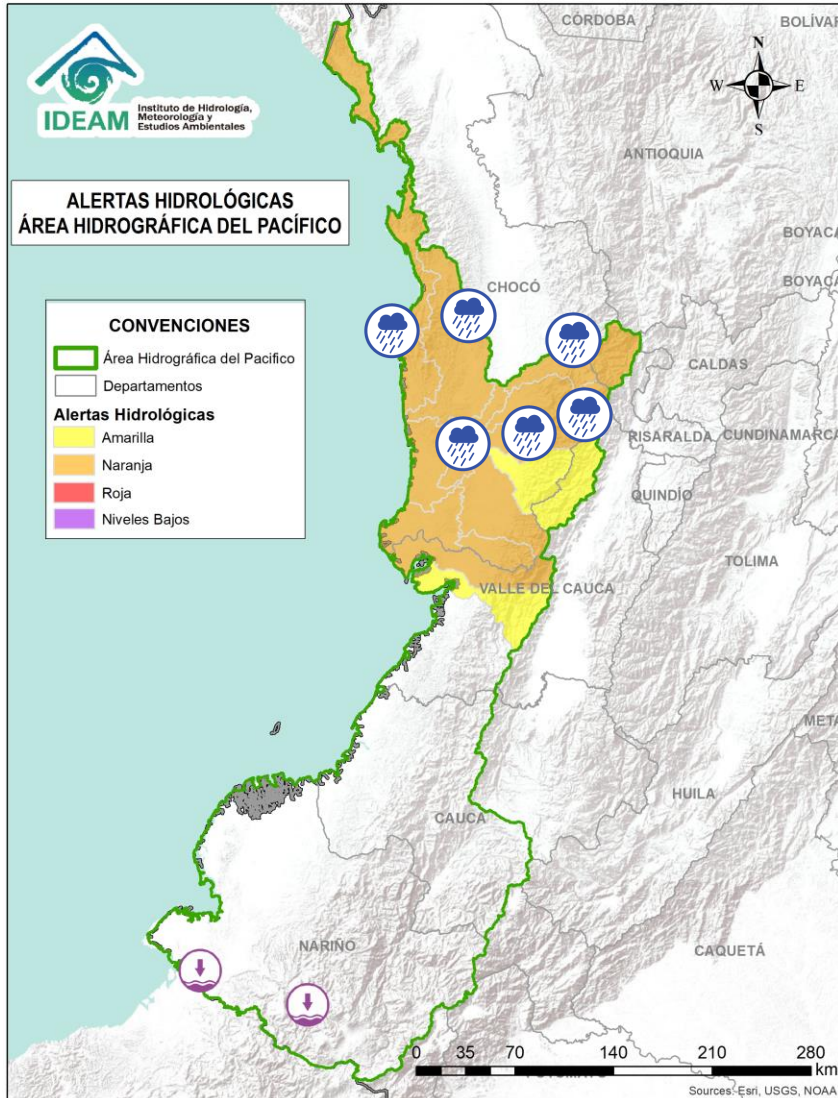 CÓRDOBA
BOLÍVAR
N
W E
S
IDEAM
Instituto de Hidrología,
Meteorología y
Estudios Ambientales
ANTIOQUIA
ALERTAS HIDROLÓGICAS
ÁREA HIDROGRÁFICA DEL PACÍFICO
BOYACÁ
BOYACÁ
CHOCÓ
CONVENCIONES
Área Hidrográfica del Pacifico
Departamentos
Alertas Hidrológicas
Amarilla
Naranja
Roja
Niveles Bajos
CALDAS
RISARALDA
CUNDINAMARCA
QUINDÍO
TOLIMA
VALLE DEL CAUCA
META
HUILA
CAUCA
NARIÑO
CAQUETÁ
0 35 70 140 210 280
km
Sources: Esri, USGS, NOAA